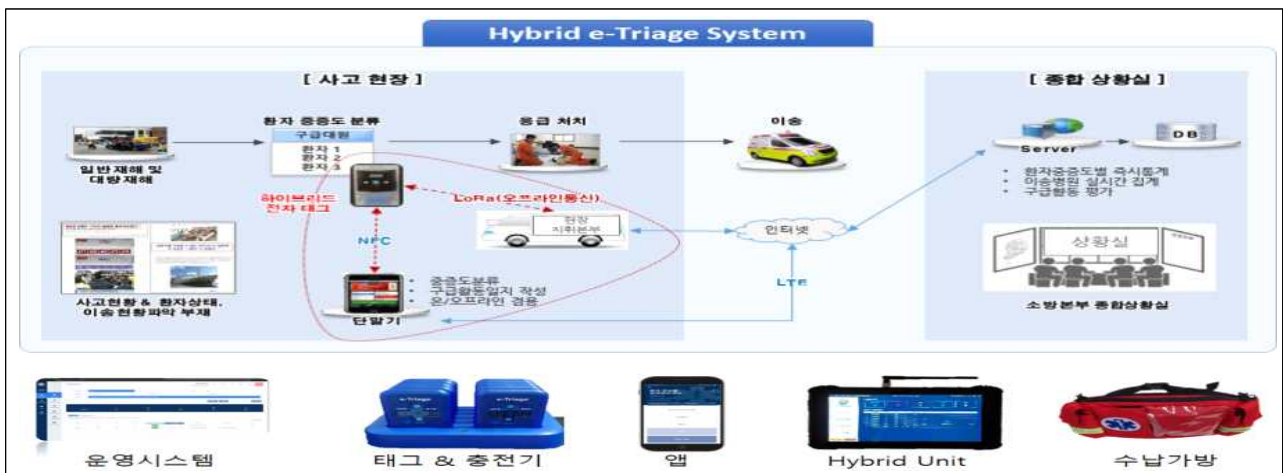 Hybrid e-Triage System
[ 사고 현장 ]
[ 종합 상황실 ]
환자 중증도 분류
응급 처치
이송
구급대원
환자 1
환자 2
환자 3
Server
DB
일반재해 및
대량재해
환자중증도별 즉시통계
이송병원 실시간 집계
구급활동 평가
하이브리드
전자 태그
LoRa(오프라인통신)
현장
지휘본부
NFC
인터넷
상황실
LTE
중증도분류
구급활동일지 작성
온/오프라인 겸용
단말기
사고현황 & 환자상태,
이송현황파악 부재
소방본부 종합상황실
e-Triage
e-Triage
운영시스템
태그 & 충전기
앱
Hybrid Unit
수납가방